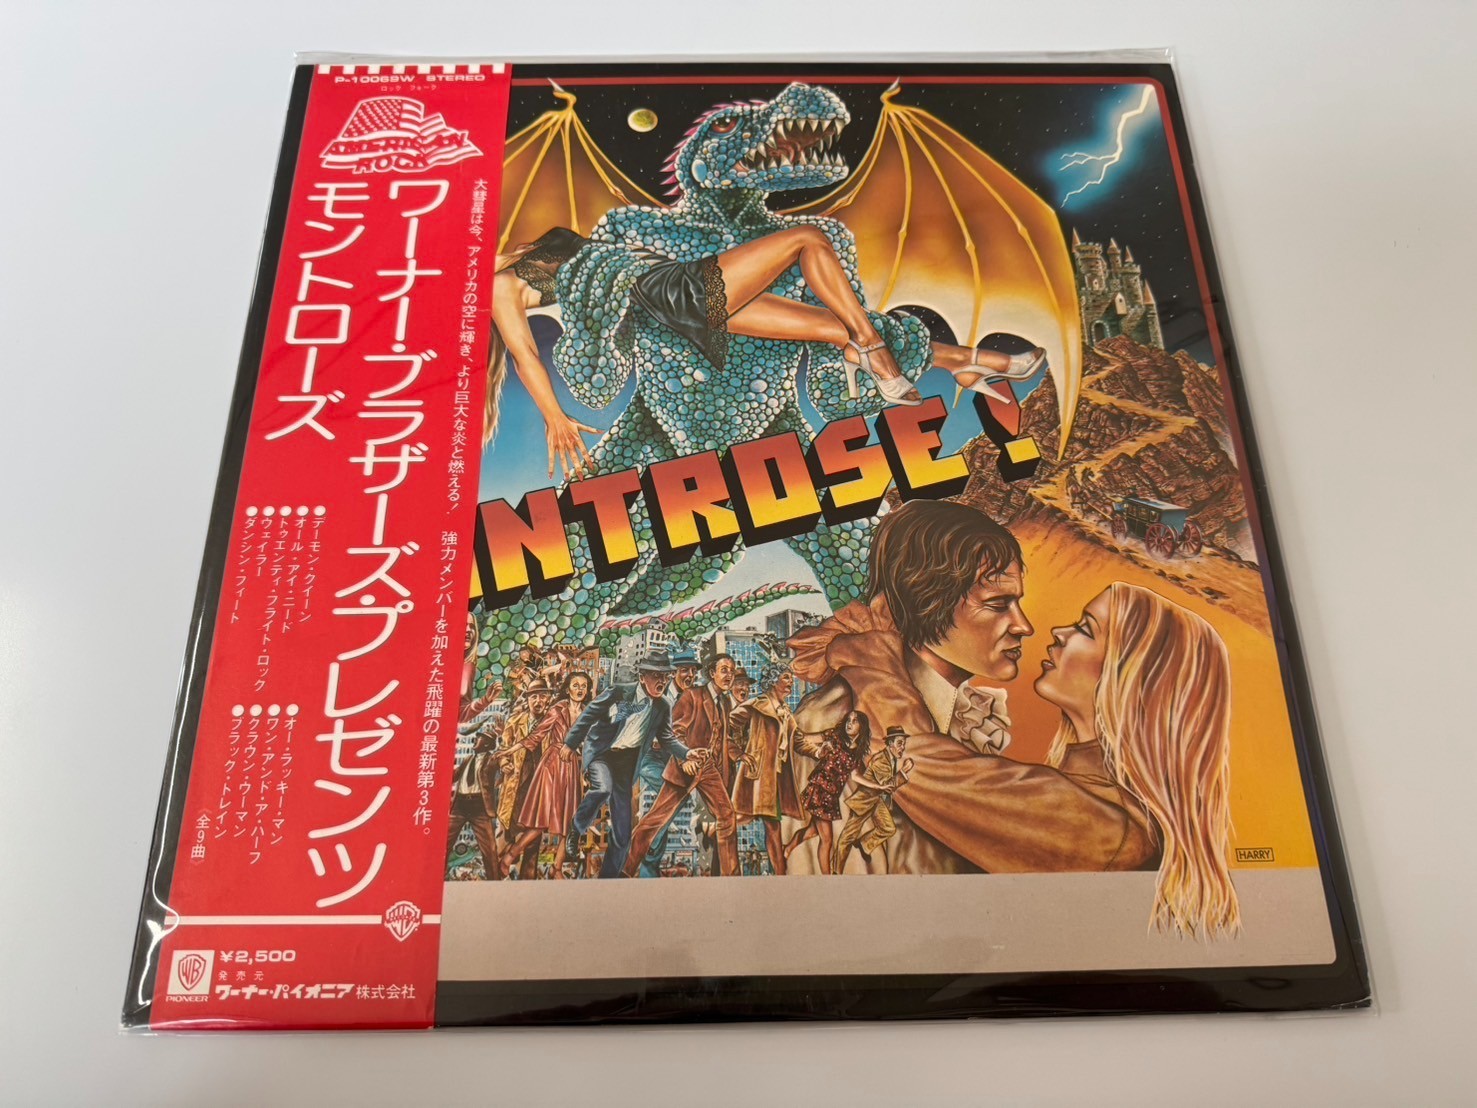 P-10069W STEREO
ロック フォーク
AMERICAN
ROCK
ワーナー・ブラザーズ・プレゼンツ
モントローズ
大彗星は今、アメリカの空に輝き、より巨大な炎と燃える！
強力メンバーを加えた飛躍の最新第3作。
●デーモン・クイーン
●オール・アイ・ニード
●トゥエンティ・フライト・ロック
●ウェイラー
●ダンシン・フィート
●オー・ラッキー・マン
●ワン・アンド・ア・ハーフ
●クラウン・ウーマン
●ブラック・トレイン
《全9曲》
WB
PIONEER
¥2,500
発売元
ワーナー・パイオニア株式会社
NTROSE!
HARRY